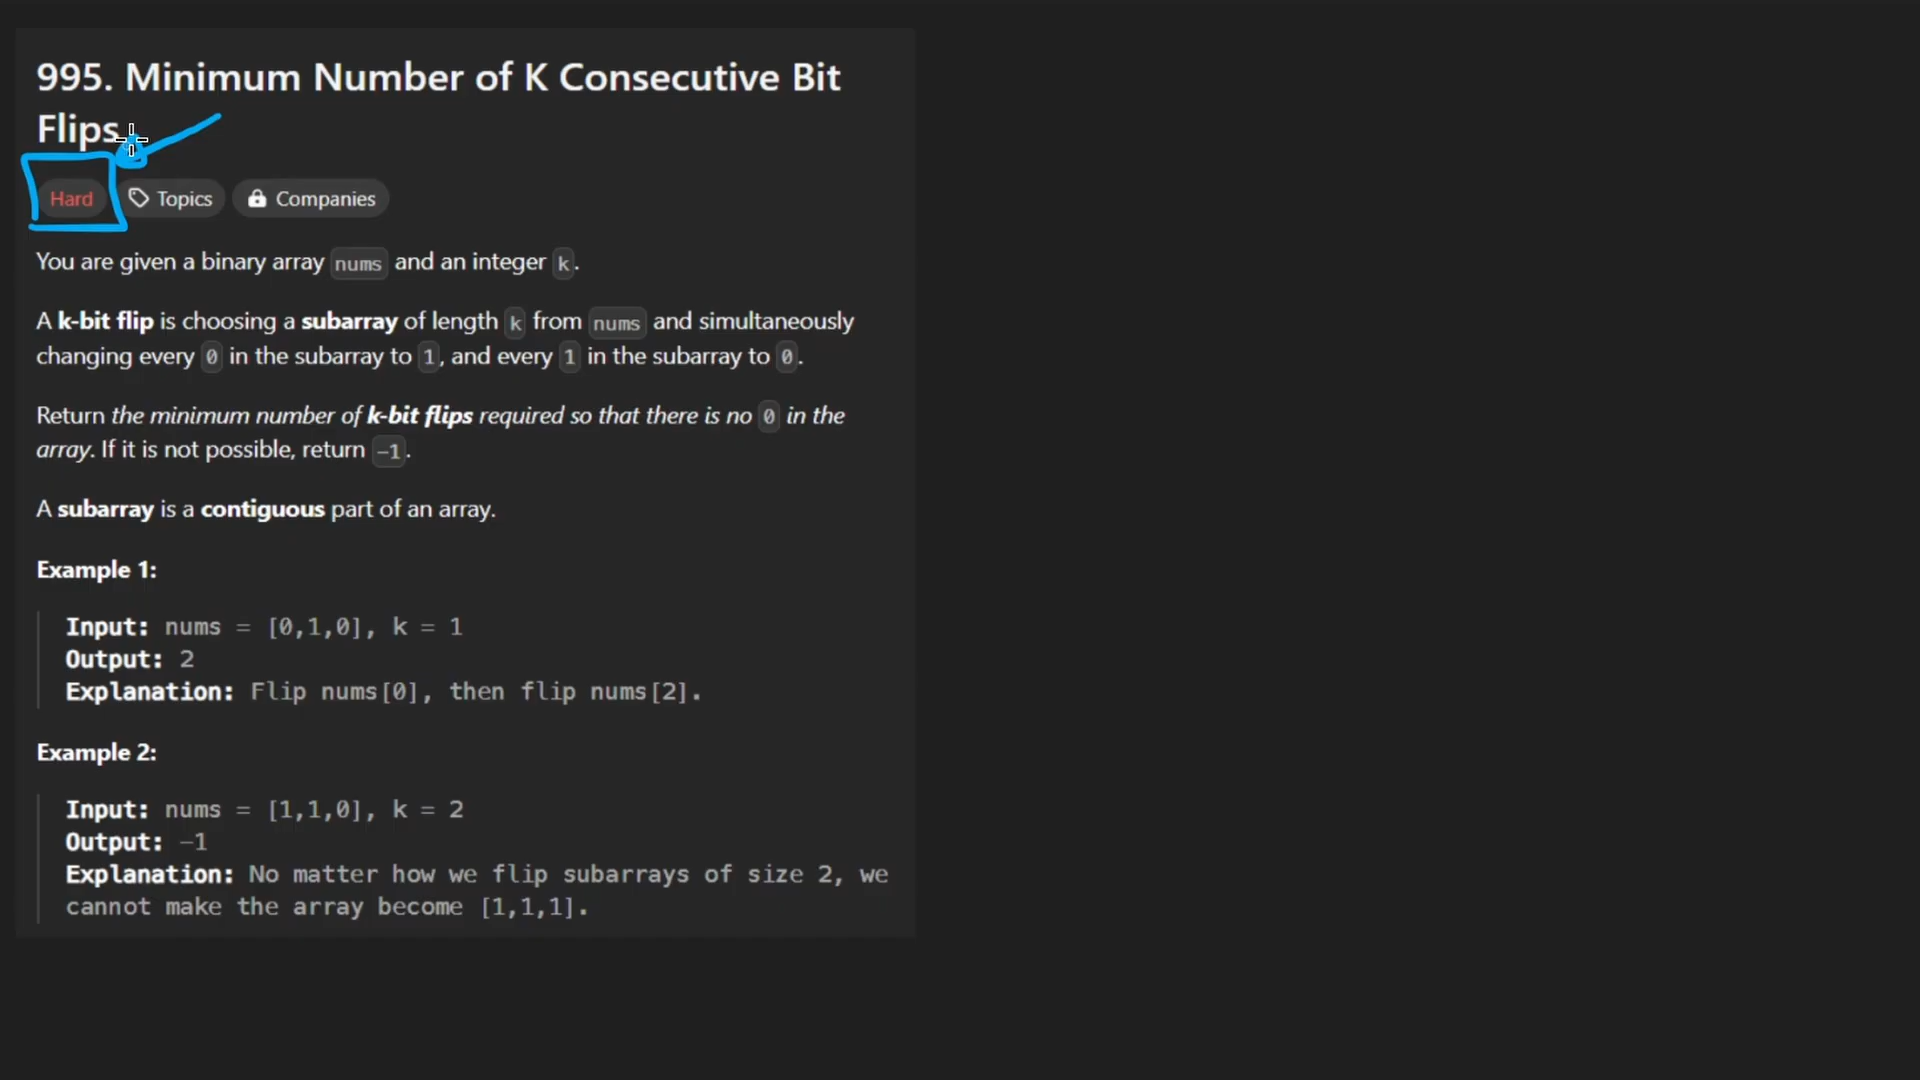 995. Minimum Number of K Consecutive Bit
Flips
Hard Topics Companies
You are given a binary array nums and an integer k.
A k-bit flip is choosing a subarray of length k from nums and simultaneously
changing every 0 in the subarray to 1, and every 1 in the subarray to 0.
Return the minimum number of k-bit flips required so that there is no 0 in the
array. If it is not possible, return -1.
A subarray is a contiguous part of an array.
Example 1:
Input: nums = [0,1,0], k = 1
Output: 2
Explanation: Flip nums[0], then flip nums[2].
Example 2:
Input: nums = [1,1,0], k = 2
Output: -1
Explanation: No matter how we flip subarrays of size 2, we
cannot make the array become [1,1,1].